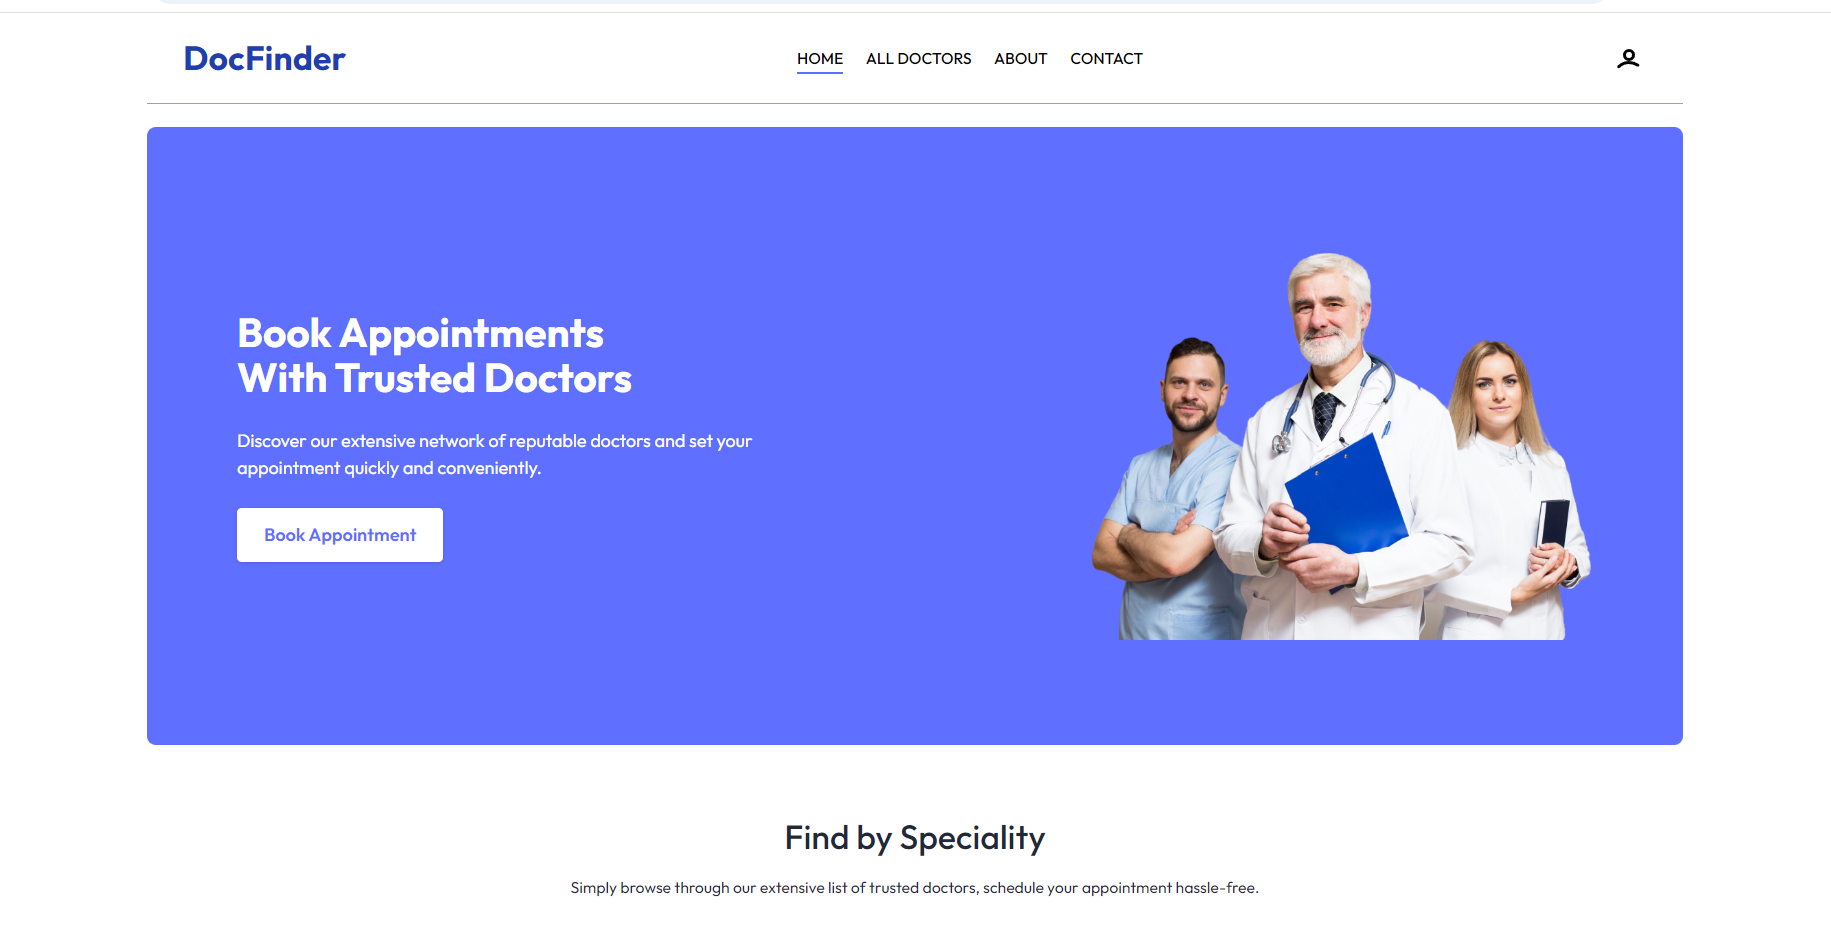 DocFinder
HOME
ALL DOCTORS
ABOUT
CONTACT
Book Appointments
With Trusted Doctors
Discover our extensive network of reputable doctors and set your
appointment quickly and conveniently.
Book Appointment
Find by Speciality
Simply browse through our extensive list of trusted doctors, schedule your appointment hassle-free.